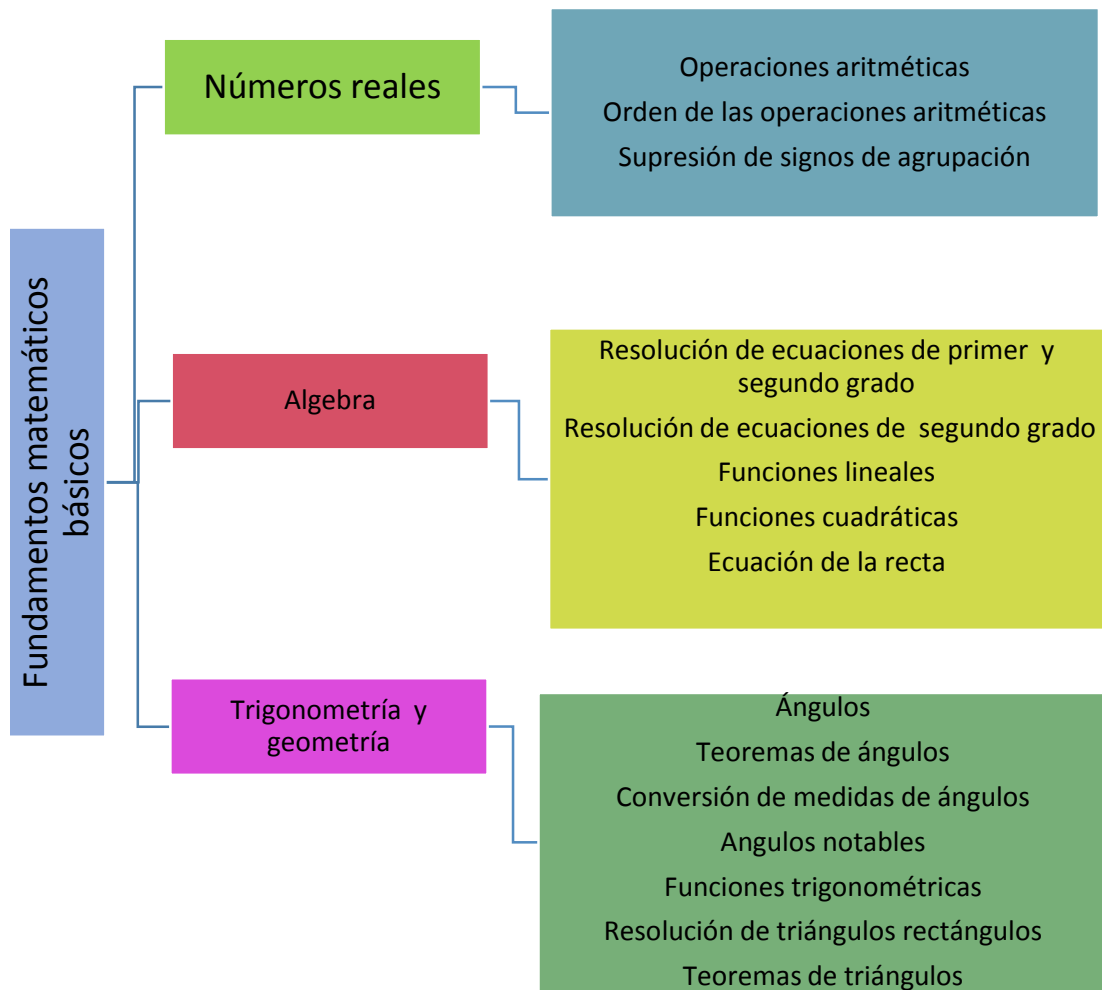 Fundamentos matemáticos
básicos
Números reales
Operaciones aritméticas
Orden de las operaciones aritméticas
Supresión de signos de agrupación
Algebra
Resolución de ecuaciones de primer y
segundo grado
Resolución de ecuaciones de segundo grado
Funciones lineales
Funciones cuadráticas
Ecuación de la recta
Trigonometría y
geometría
Ángulos
Teoremas de ángulos
Conversión de medidas de ángulos
Angulos notables
Funciones trigonométricas
Resolución de triángulos rectángulos
Teoremas de triángulos